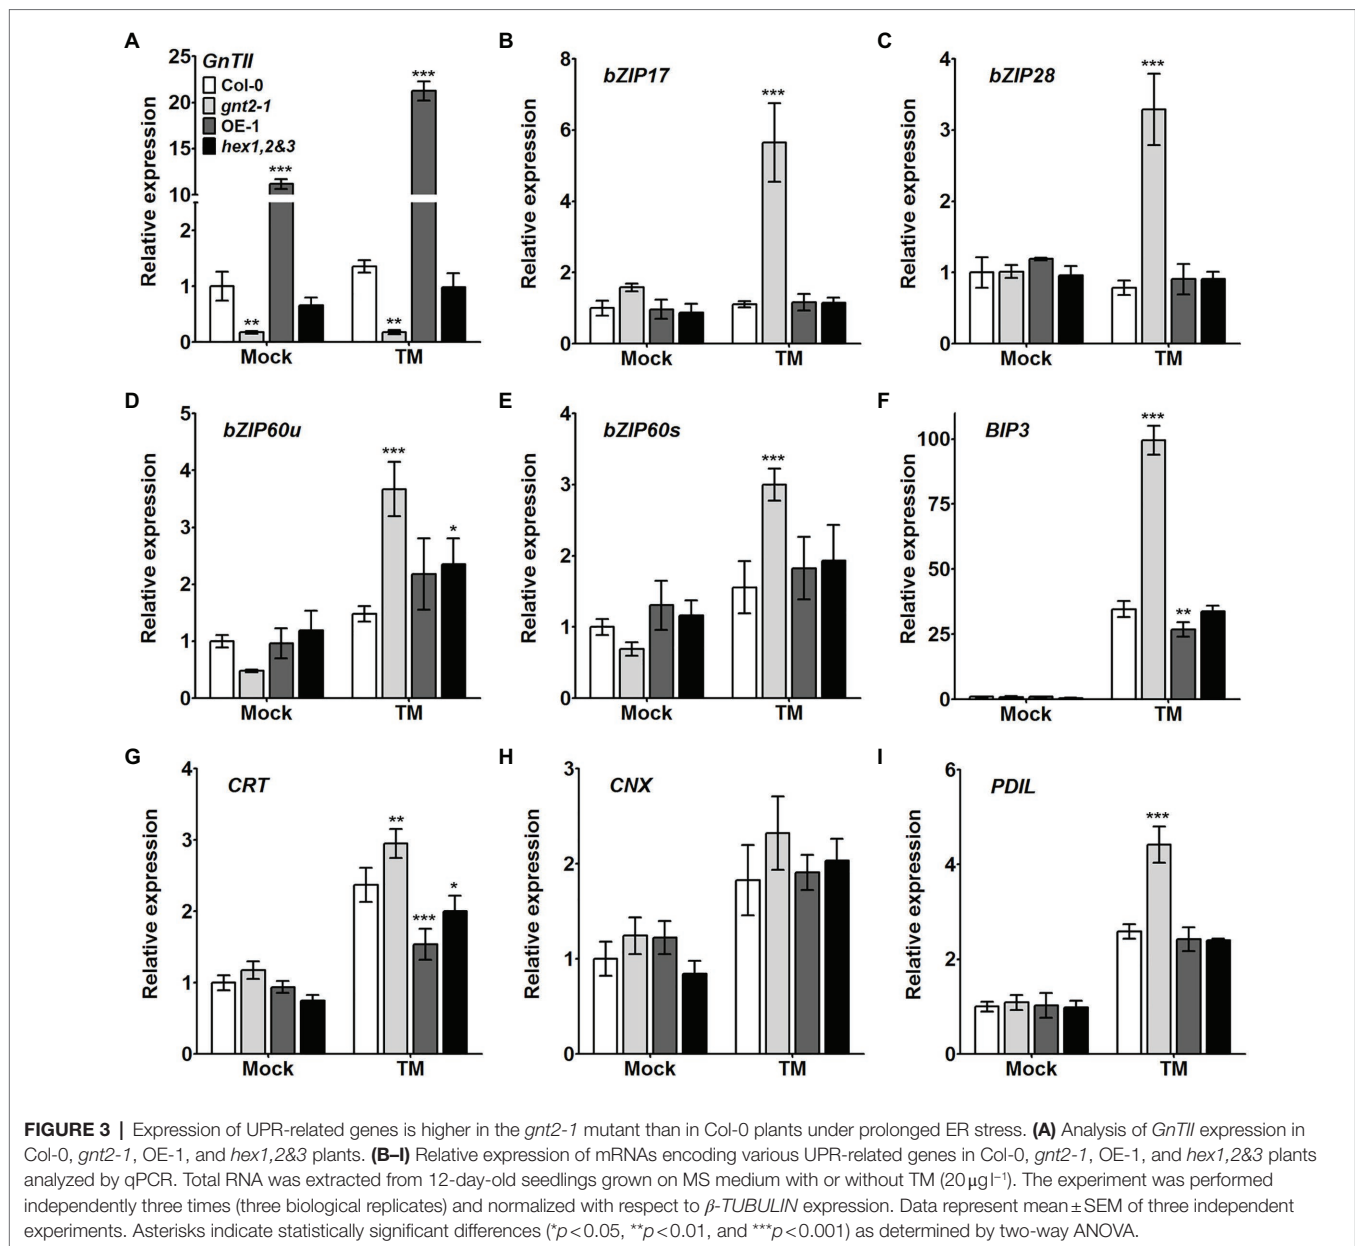 A
GnTII
Col-0
gnt2-1
OE-1
hex1,2&3
Relative expression
25
20
15
10
2
1
0
**
***
**
***
Mock
TM
B
bZIP17
Relative expression
8
6
4
2
0
***
Mock
TM
C
bZIP28
Relative expression
4
3
2
1
0
***
Mock
TM
D
bZIP60u
Relative expression
5
4
3
2
1
0
***
*
Mock
TM
E
bZIP60s
Relative expression
4
3
2
1
0
***
Mock
TM
F
BIP3
Relative expression
100
75
50
25
0
***
**
Mock
TM
G
CRT
Relative expression
4
3
2
1
0
**
***
*
Mock
TM
H
CNX
Relative expression
3
2
1
0
Mock
TM
I
PDIL
Relative expression
6
4
2
0
***
Mock
TM
FIGURE 3 | Expression of UPR-related genes is higher in the gnt2-1 mutant than in Col-0 plants under prolonged ER stress. (A) Analysis of GnTII expression in
Col-0, gnt2-1, OE-1, and hex1,2&3 plants. (B–I) Relative expression of mRNAs encoding various UPR-related genes in Col-0, gnt2-1, OE-1, and hex1,2&3 plants
analyzed by qPCR. Total RNA was extracted from 12-day-old seedlings grown on MS medium with or without TM (20 μg l⁻¹). The experiment was performed
independently three times (three biological replicates) and normalized with respect to β-TUBULIN expression. Data represent mean ± SEM of three independent
experiments. Asterisks indicate statistically significant differences (*p < 0.05, **p < 0.01, and ***p < 0.001) as determined by two-way ANOVA.